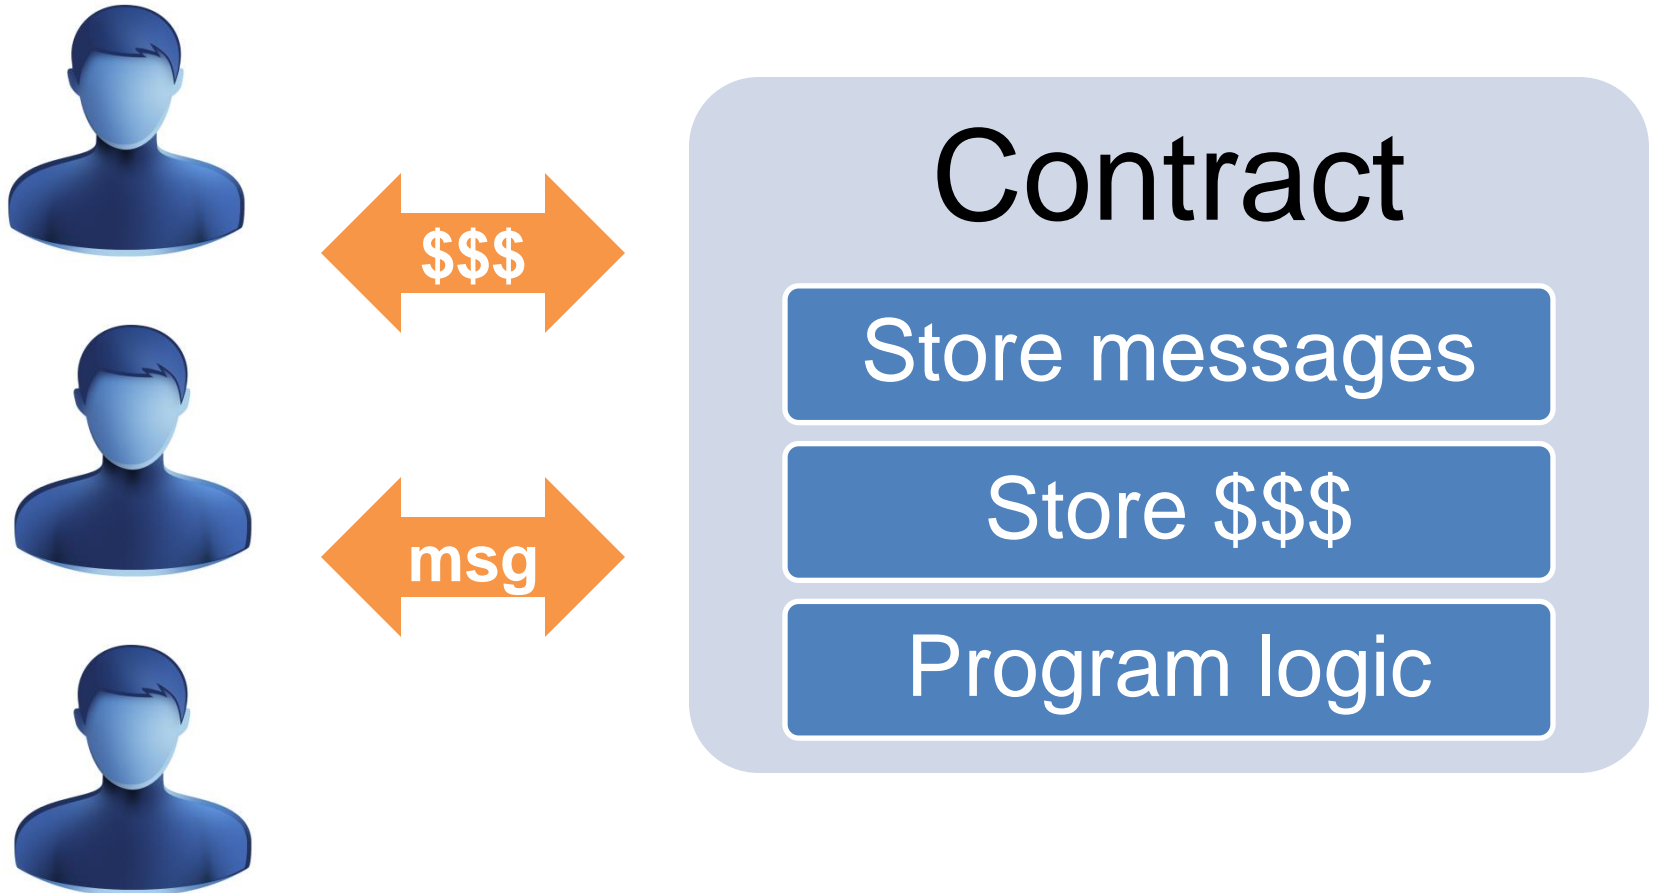 Contract
$$$
Store messages
Store $$$
msg
Program logic